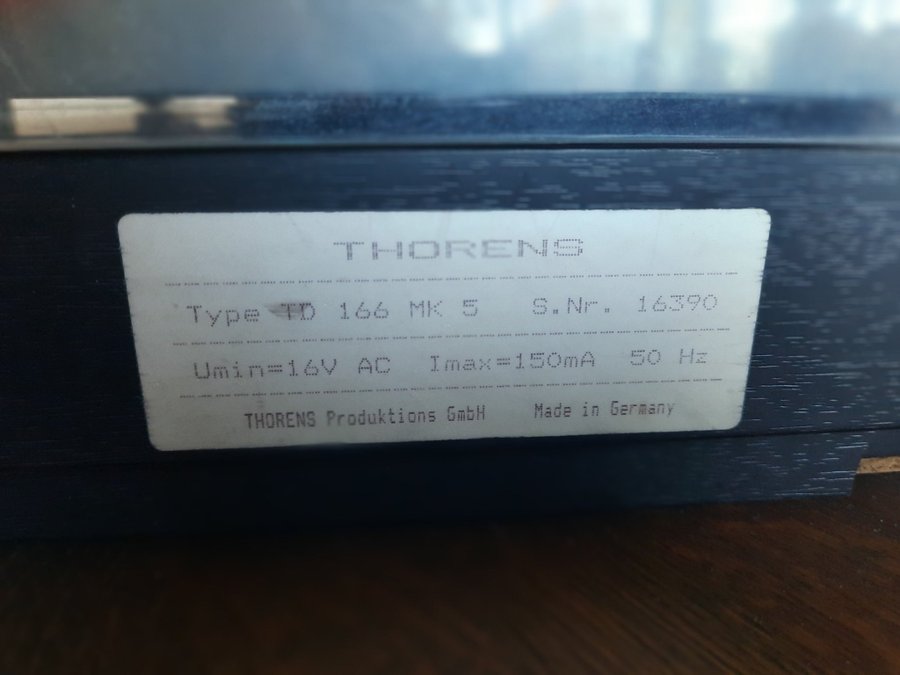 THORENS
Type TD 166 MK 5 S.Nr. 16390
Umin=16V AC Imax=150mA 50 Hz
THORENS Produktions GmbH Made in Germany